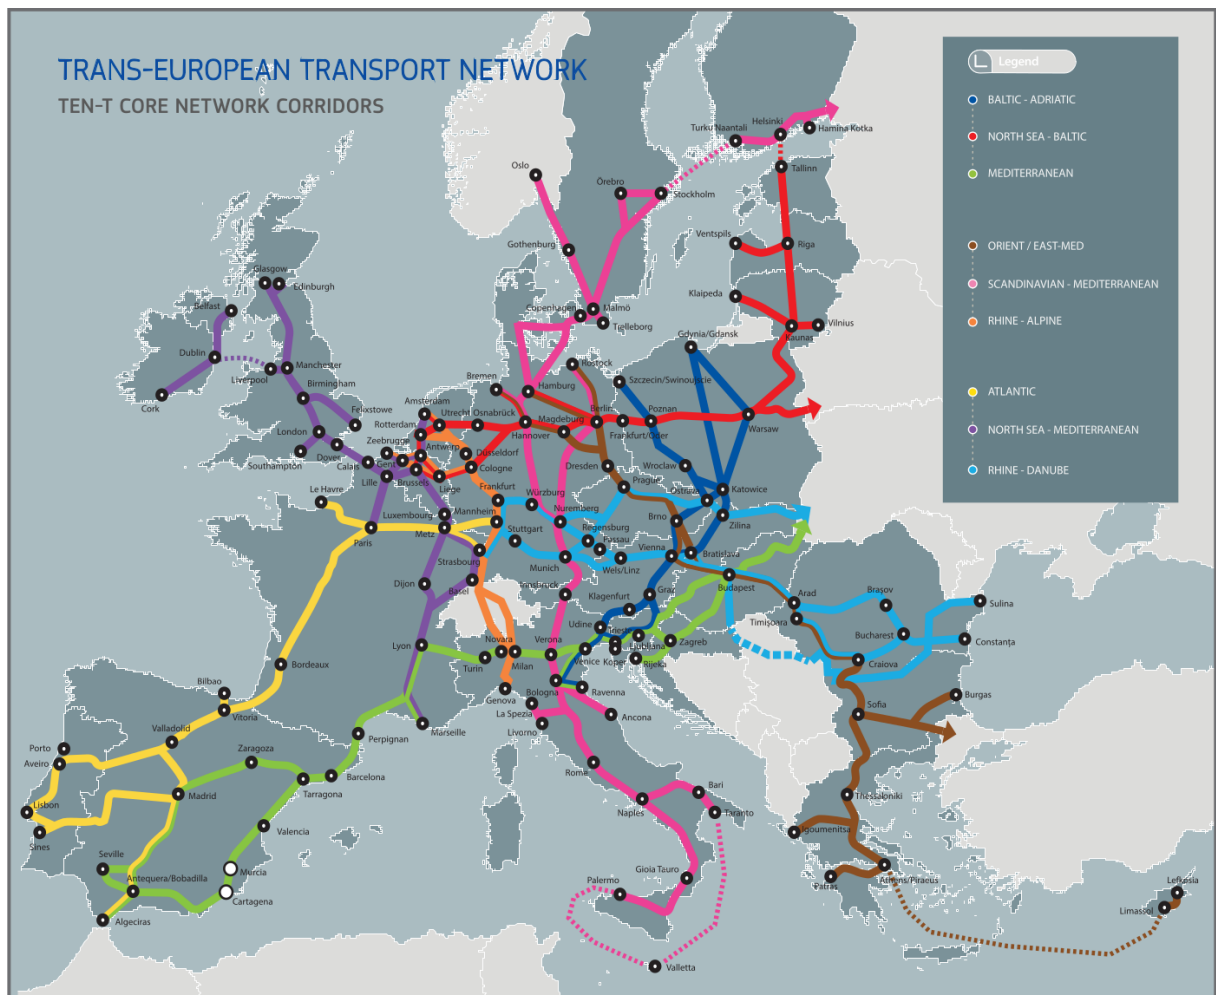 TRANS-EUROPEAN TRANSPORT NETWORK
TEN-T CORE NETWORK CORRIDORS
Legend
BALTIC - ADRIATIC
NORTH SEA - BALTIC
MEDITERRANEAN
ORIENT / EAST-MED
SCANDINAVIAN - MEDITERRANEAN
RHINE - ALPINE
ATLANTIC
NORTH SEA - MEDITERRANEAN
RHINE - DANUBE
Helsinki
Turku Naantali
Hamina Kotka
Oslo
Tallinn
Örebro
Stockholm
Ventspils
Riga
Gothenburg
Glasgow
Edinburgh
Klaipeda
Belfast
Copenhagen
Malmö
Trelleborg
Vilnius
Kaunas
Gdynia/Gdansk
Dublin
Liverpool
Manchester
Rostock
Bremen
Szczecin/Swinoujscie
Birmingham
Hamburg
Cork
Amsterdam
Felixstowe
Utrecht
Osnabrück
Magdeburg
Berlin
Poznan
Rotterdam
London
Zeebrugge
Hannover
Frankfurt/Oder
Warsaw
Dover
Antwerp
Düsseldorf
Southampton
Calais
Gent
Cologne
Dresden
Wroclaw
Lille
Brussels
Liège
Prague
Le Havre
Frankfurt
Würzburg
Ostrava
Katowice
Luxembourg
Mannheim
Nuremberg
Brno
Zilina
Paris
Metz
Stuttgart
Regensburg
Passau
Strasbourg
Vienna
Bratislava
Munich
Wels/Linz
Dijon
Basel
Innsbruck
Klagenfurt
Graz
Budapest
Arad
Braşov
Sulina
Timişoara
Udine
Trieste
Bucharest
Constanţa
Lyon
Novara
Verona
Ljubljana
Zagreb
Turin
Milan
Venice
Koper
Rijeka
Craiova
Bordeaux
Bilbao
Genova
Bologna
Ravenna
Burgas
Vitoria
La Spezia
Ancona
Sofia
Marseille
Livorno
Valladolid
Perpignan
Porto
Zaragoza
Aveiro
Rome
Barcelona
Madrid
Tarragona
Bari
Thessaloniki
Lisbon
Naples
Taranto
Valencia
Igoumenitsa
Sines
Seville
Murcia
Gioia Tauro
Antequera/Bobadilla
Palermo
Patras
Athens/Piraeus
Lefkosia
Cartagena
Limassol
Algeciras
Valletta